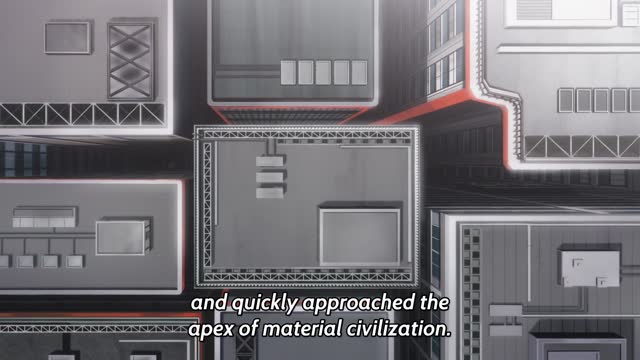 and quickly approached the
apex of material civilization.